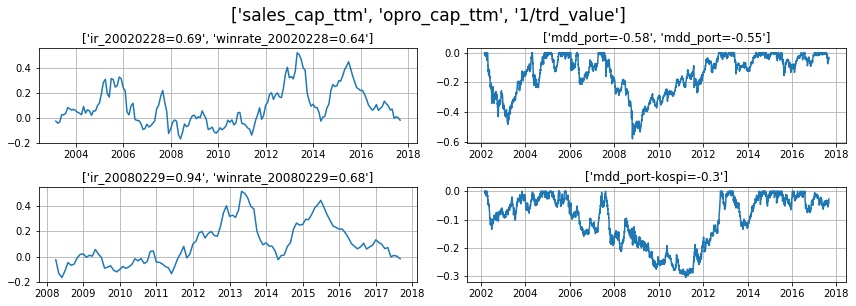 ['sales_cap_ttm', 'opro_cap_ttm', '1/trd_value']
['ir_20020228=0.69', 'winrate_20020228=0.64']
0.4
0.2
0.0
−0.2
2004 2006 2008 2010 2012 2014 2016 2018
['mdd_port=-0.58', 'mdd_port=-0.55']
0.0
−0.2
−0.4
−0.6
2002 2004 2006 2008 2010 2012 2014 2016 2018
['ir_20080229=0.94', 'winrate_20080229=0.68']
0.4
0.2
0.0
−0.2
2008 2009 2010 2011 2012 2013 2014 2015 2016 2017 2018
['mdd_port-kospi=-0.3']
0.0
−0.1
−0.2
−0.3
2002 2004 2006 2008 2010 2012 2014 2016 2018